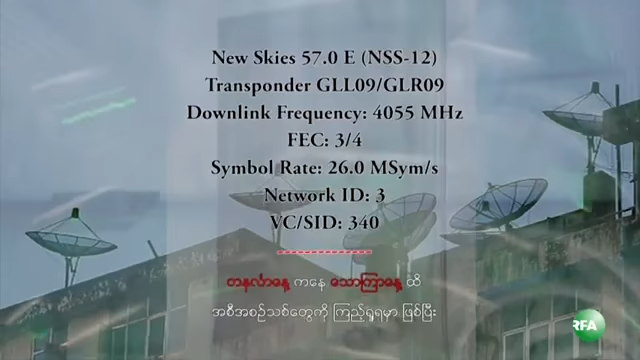 New Skies 57.0 E (NSS-12)
Transponder GLL09/GLR09
Downlink Frequency: 4055 MHz
FEC: 3/4
Symbol Rate: 26.0 MSym/s
Network ID: 3
VC/SID: 340
တနင်္လာနေ့ ကနေ သောကြာနေ့ ထိ
အစီအစဉ်သစ်တွေကို ကြည့်ရှုရမှာ ဖြစ်ပြီး
RFA